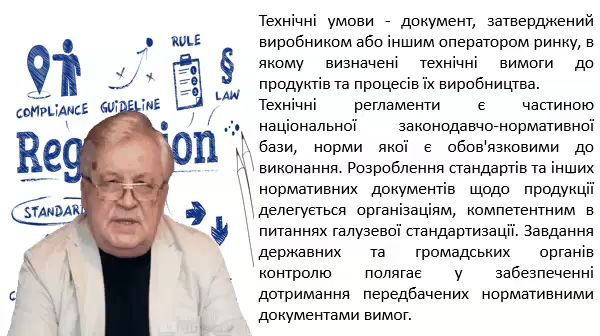 RULE
§
COMPLIANCE
GUIDELINE
LAW
STANDARD
Технічні умови - документ, затверджений
виробником або іншим оператором ринку, в
якому визначені технічні вимоги до
продуктів та процесів їх виробництва.
Технічні регламенти є частиною
національної законодавчо-нормативної
бази, норми якої є обов'язковими до
виконання. Розроблення стандартів та інших
нормативних документів щодо продукції
делегується організаціям, компетентним в
питаннях галузевої стандартизації. Завдання
державних та громадських органів
контролю полягає у забезпеченні
дотримання передбачених нормативними
документами вимог.